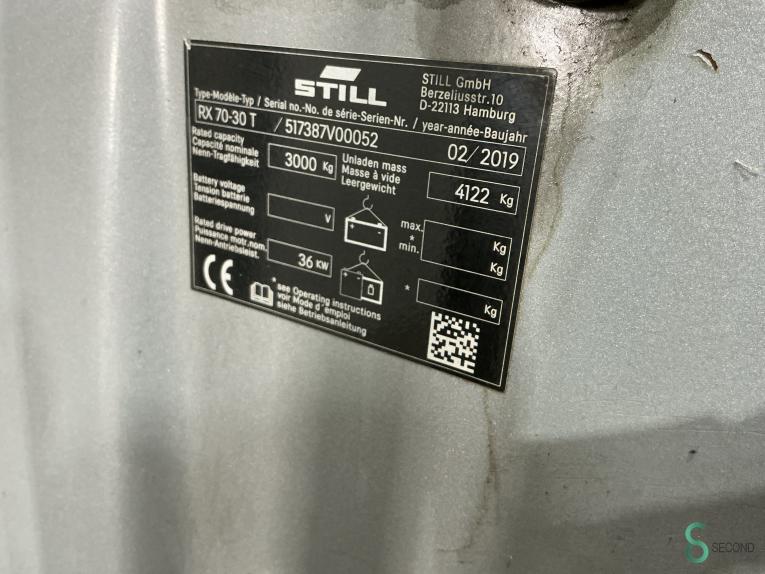 STILL
STILL GmbH
Berzeliusstr.10
D-22113 Hamburg
Type-Modèle-Typ / Serial no.-No. de série-Serien-Nr. / year-année-Baujahr
RX 70-30 T / 517387V00052 02/2019
Rated capacity
Capacité nominale
Nenn-Tragfähigkeit
3000 Kg
Unladen mass
Masse à vide
Leergewicht
4122 Kg
Battery voltage
Tension batterie
Batteriespannung
V
max.
*
min.
Kg
Kg
Rated drive power
Puissance motr.nom.
Nenn-Antriebsleist.
36 KW
*
Kg
CE
* see Operating instructions
voir Mode d'emploi
siehe Betriebsanleitung
SECOND